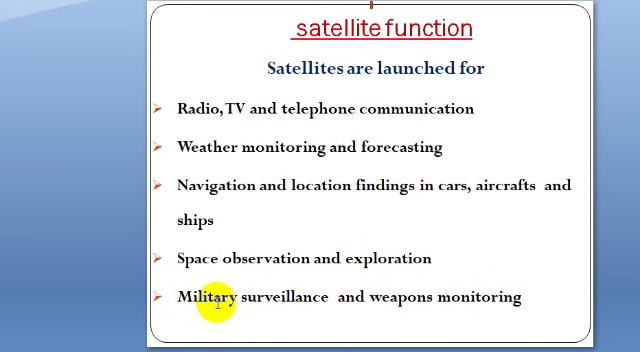 satellite function
Satellites are launched for
Radio, TV and telephone communication
Weather monitoring and forecasting
Navigation and location findings in cars, aircrafts and
ships
Space observation and exploration
Military surveillance and weapons monitoring